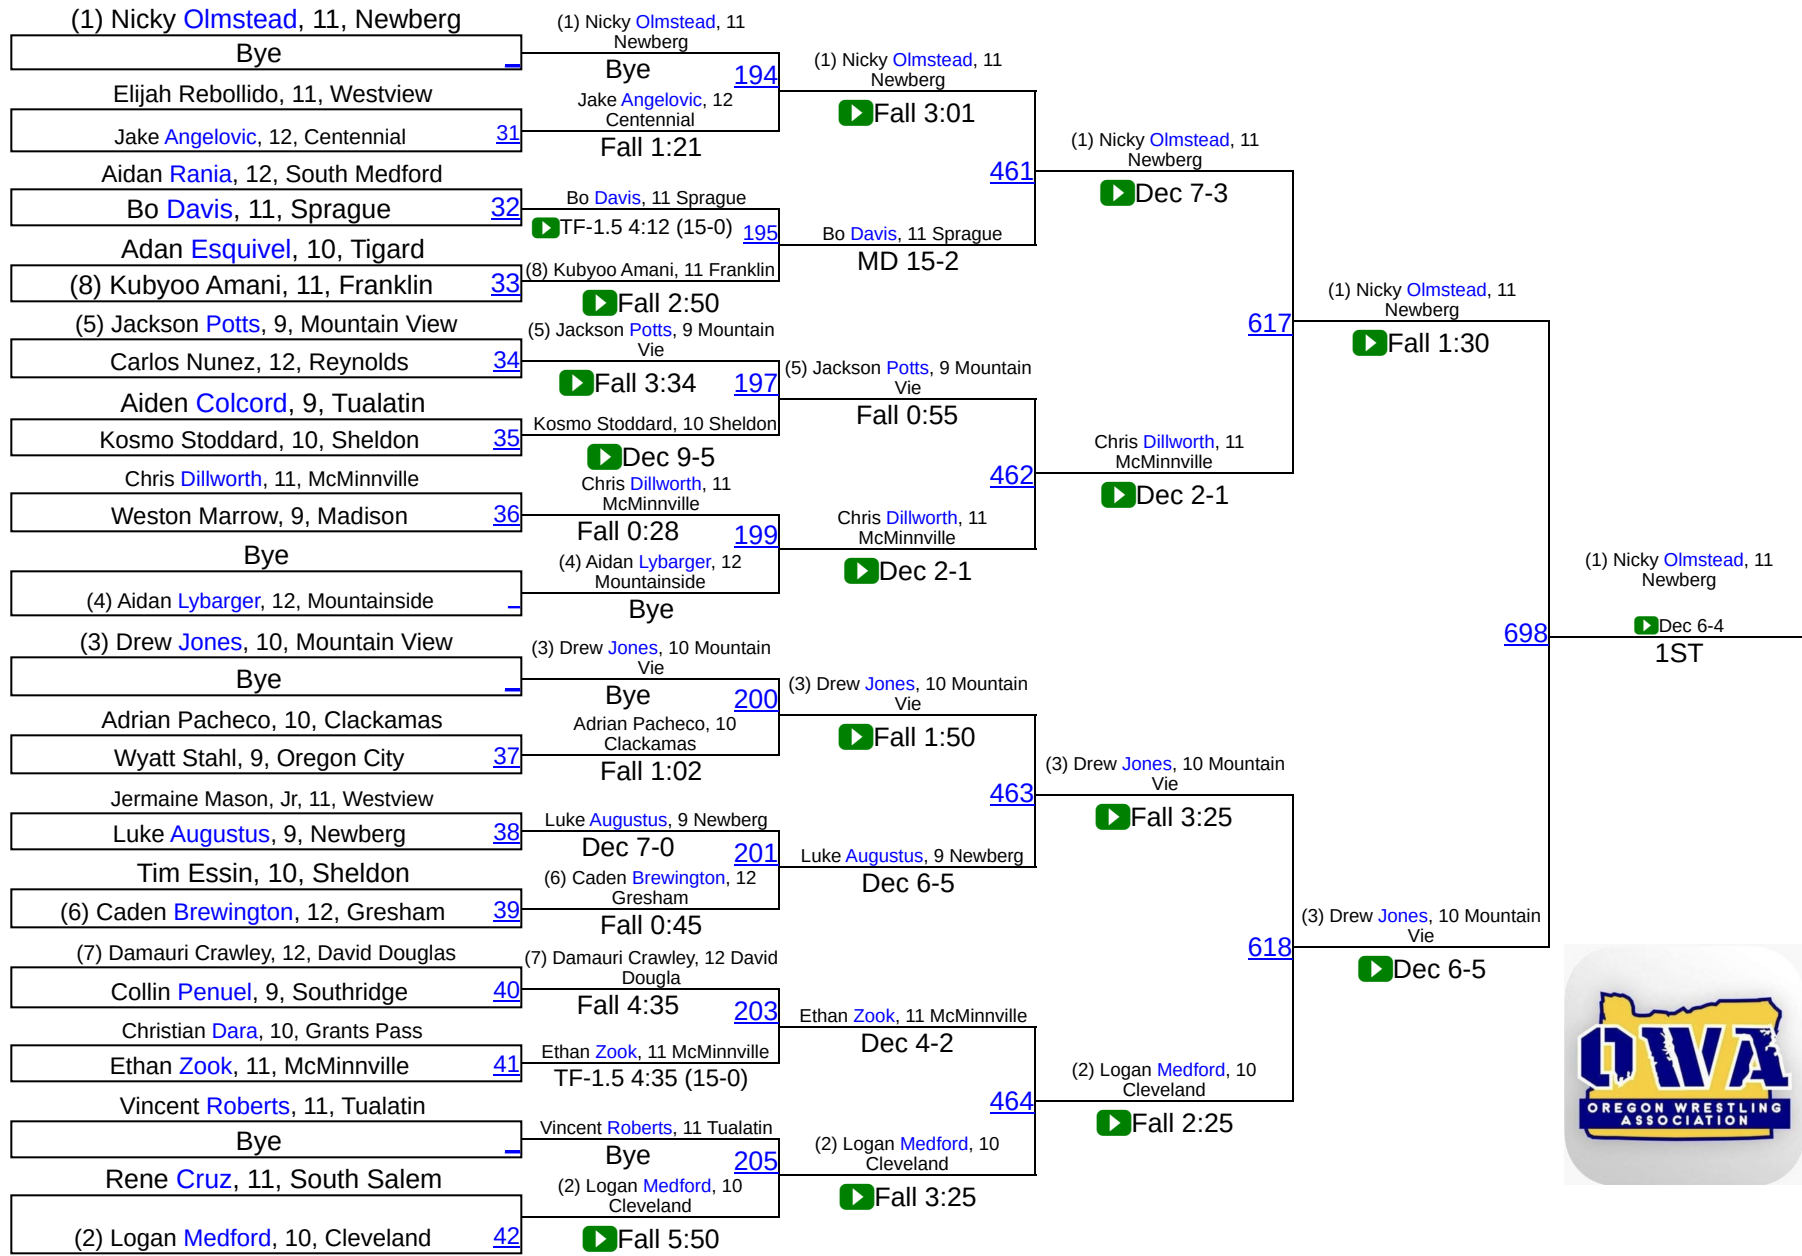 (1) Nicky Olmstead, 11, Newberg
Bye
_
Elijah Rebollido, 11, Westview
Jake Angelovic, 12, Centennial
31
Aidan Rania, 12, South Medford
Bo Davis, 11, Sprague
32
Adan Esquivel, 10, Tigard
(8) Kubyoo Amani, 11, Franklin
33
(5) Jackson Potts, 9, Mountain View
Carlos Nunez, 12, Reynolds
34
Aiden Colcord, 9, Tualatin
Kosmo Stoddard, 10, Sheldon
35
Chris Dillworth, 11, McMinnville
Weston Marrow, 9, Madison
36
Bye
(4) Aidan Lybarger, 12, Mountainside
_
(3) Drew Jones, 10, Mountain View
Bye
_
Adrian Pacheco, 10, Clackamas
Wyatt Stahl, 9, Oregon City
37
Jermaine Mason, Jr, 11, Westview
Luke Augustus, 9, Newberg
38
Tim Essin, 10, Sheldon
(6) Caden Brewington, 12, Gresham
39
(7) Damauri Crawley, 12, David Douglas
Collin Penuel, 9, Southridge
40
Christian Dara, 10, Grants Pass
Ethan Zook, 11, McMinnville
41
Vincent Roberts, 11, Tualatin
Bye
_
Rene Cruz, 11, South Salem
(2) Logan Medford, 10, Cleveland
42
(1) Nicky Olmstead, 11
Newberg
Bye
194
Jake Angelovic, 12
Centennial
Fall 1:21
Bo Davis, 11 Sprague
TF-1.5 4:12 (15-0)
195
(8) Kubyoo Amani, 11 Franklin
Fall 2:50
(5) Jackson Potts, 9 Mountain
Vie
Fall 3:34
197
Kosmo Stoddard, 10 Sheldon
Dec 9-5
Chris Dillworth, 11
McMinnville
Fall 0:28
199
(4) Aidan Lybarger, 12
Mountainside
Bye
(3) Drew Jones, 10 Mountain
Vie
Bye
200
Adrian Pacheco, 10
Clackamas
Fall 1:02
Luke Augustus, 9 Newberg
Dec 7-0
201
(6) Caden Brewington, 12
Gresham
Fall 0:45
(7) Damauri Crawley, 12 David
Dougla
Fall 4:35
203
Ethan Zook, 11 McMinnville
TF-1.5 4:35 (15-0)
Vincent Roberts, 11 Tualatin
Bye
205
(2) Logan Medford, 10
Cleveland
Fall 5:50
(1) Nicky Olmstead, 11
Newberg
Fall 3:01
461
Bo Davis, 11 Sprague
MD 15-2
(5) Jackson Potts, 9 Mountain
Vie
Fall 0:55
462
Chris Dillworth, 11
McMinnville
Dec 2-1
(3) Drew Jones, 10 Mountain
Vie
Fall 1:50
463
Luke Augustus, 9 Newberg
Dec 6-5
Ethan Zook, 11 McMinnville
Dec 4-2
464
(2) Logan Medford, 10
Cleveland
Fall 3:25
(1) Nicky Olmstead, 11
Newberg
Dec 7-3
617
Chris Dillworth, 11
McMinnville
Dec 2-1
(3) Drew Jones, 10 Mountain
Vie
Fall 3:25
618
(2) Logan Medford, 10
Cleveland
Fall 2:25
(1) Nicky Olmstead, 11
Newberg
Fall 1:30
698
(3) Drew Jones, 10 Mountain
Vie
Dec 6-5
(1) Nicky Olmstead, 11
Newberg
Dec 6-4
1ST
OWA
OREGON WRESTLING
ASSOCIATION